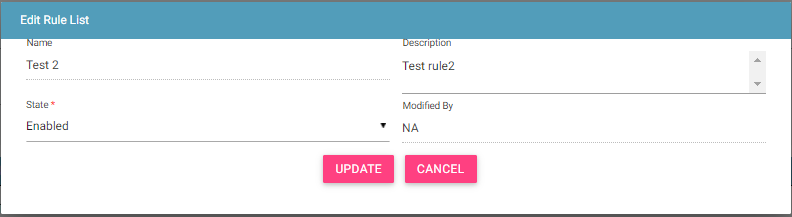 Edit Rule List
Name
Description
Test 2
Test rule2
State *
Modified By
Enabled
NA
UPDATE
CANCEL